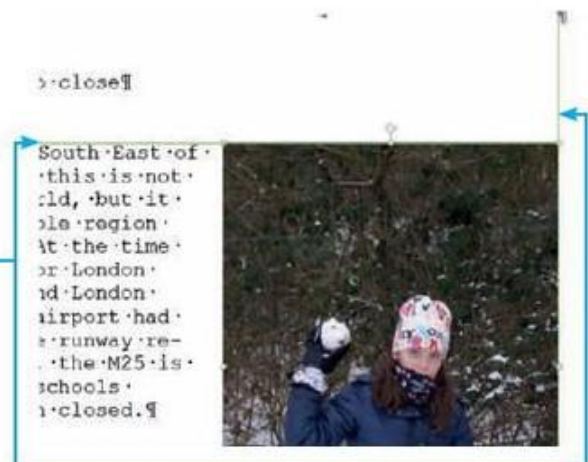 close¶
South·East·of·
·this·is·not·
·but·it·
region·
At·the·time·
London·
London·
airport·had·
runway·re-
·the·M25·is·
schools·
closed.¶